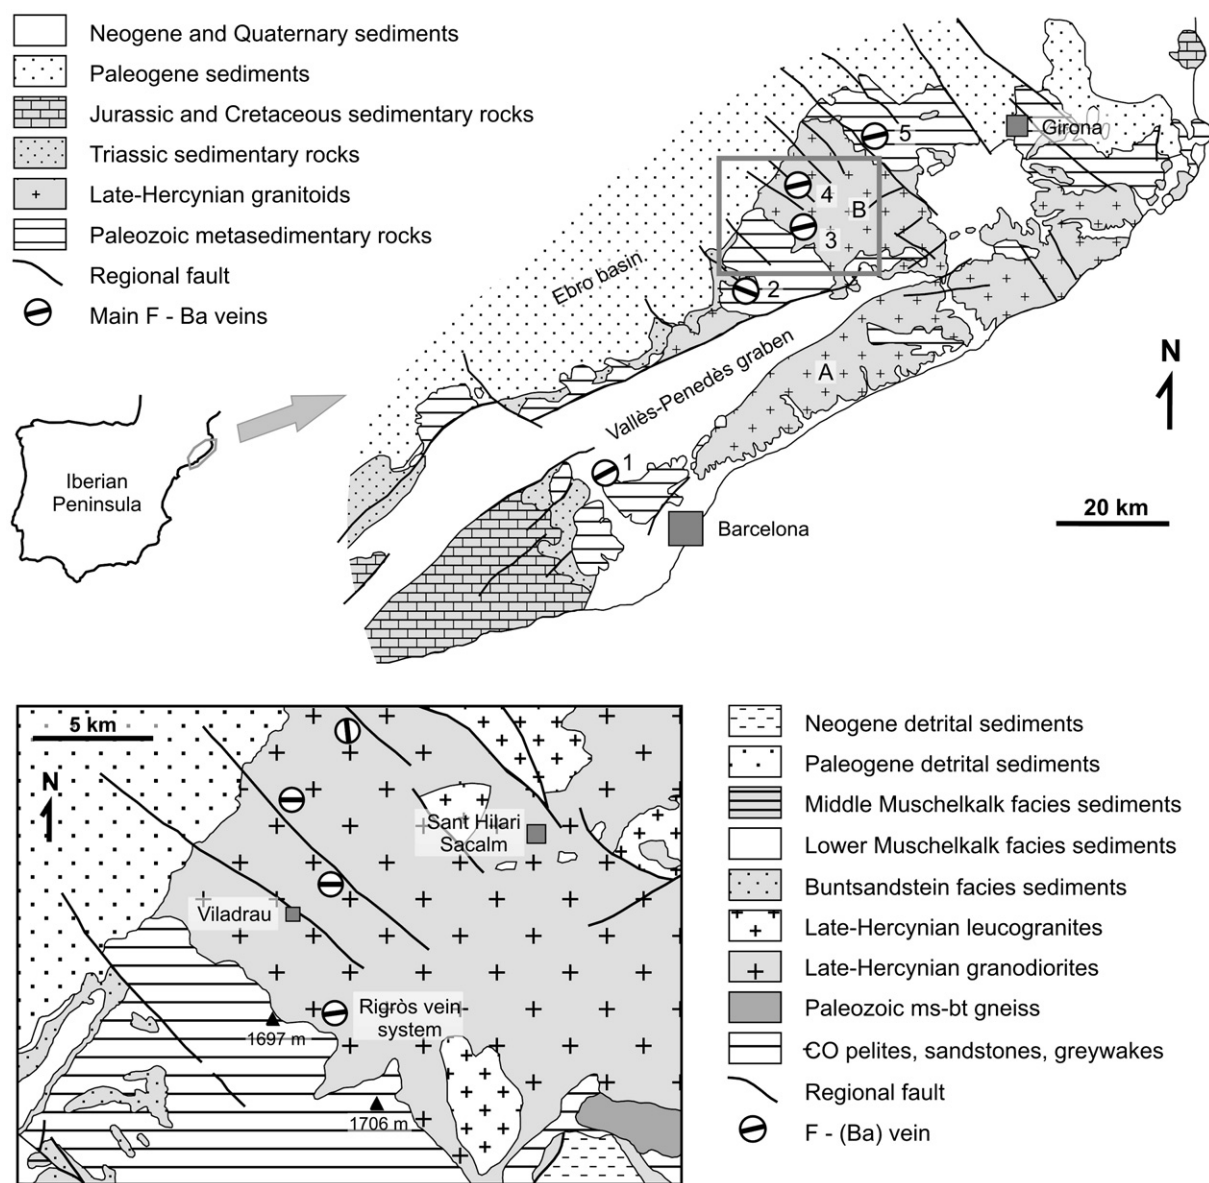 Neogene and Quaternary sediments
Paleogene sediments
Jurassic and Cretaceous sedimentary rocks
Triassic sedimentary rocks
Late-Hercynian granitoids
Paleozoic metasedimentary rocks
Regional fault
Main F - Ba veins
Iberian
Peninsula
Ebro basin
Vallès-Penedès graben
Girona
Barcelona
1
2
3
4
5
A
B
N
20 km
5 km
N
Sant Hilari
Sacalm
Viladrau
Rigròs vein
system
1697 m
1706 m
Neogene detrital sediments
Paleogene detrital sediments
Middle Muschelkalk facies sediments
Lower Muschelkalk facies sediments
Buntsandstein facies sediments
Late-Hercynian leucogranites
Late-Hercynian granodiorites
Paleozoic ms-bt gneiss
ЄO pelites, sandstones, greywakes
Regional fault
F - (Ba) vein